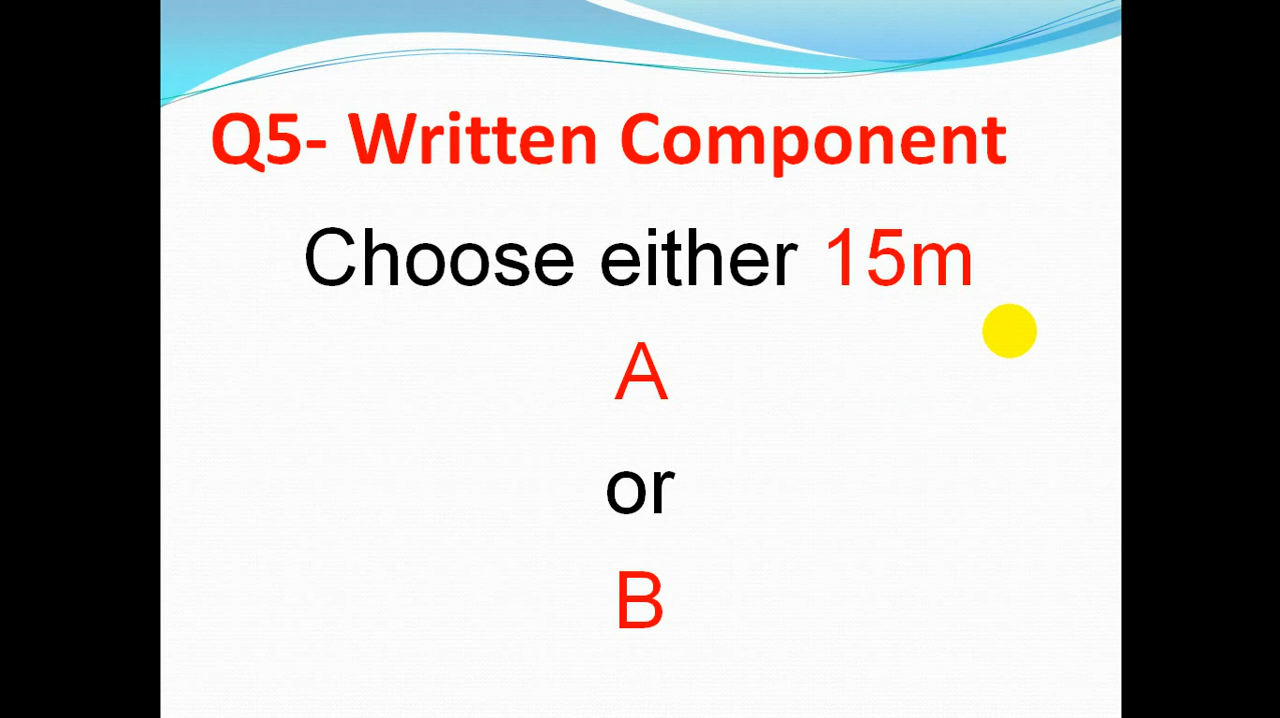 Q5- Written Component
Choose either 15m
A
or
B